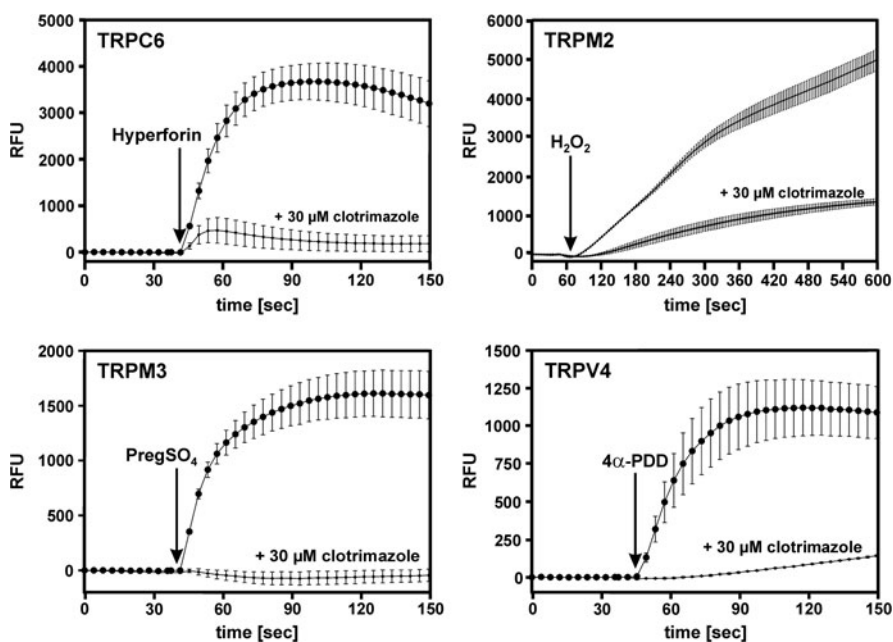 TRPC6
5000
4000
3000
2000
1000
0
RFU
Hyperforin
+ 30 µM clotrimazole
0 30 60 90 120 150
time [sec]
TRPM2
6000
5000
4000
3000
2000
1000
0
RFU
H₂O₂
+ 30 µM clotrimazole
0 60 120 180 240 300 360 420 480 540 600
time [sec]
TRPM3
2000
1500
1000
500
0
RFU
PregSO₄
+ 30 µM clotrimazole
0 30 60 90 120 150
time [sec]
TRPV4
1500
1250
1000
750
500
250
0
RFU
4α-PDD
+ 30 µM clotrimazole
0 30 60 90 120 150
time [sec]